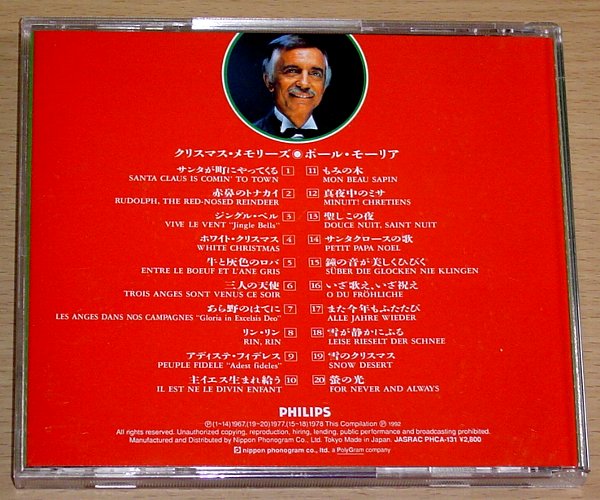 クリスマス・メモリーズ◉ポール・モーリア
サンタが町にやってくる 1
SANTA CLAUS IS COMIN' TO TOWN
赤鼻のトナカイ 2
RUDOLPH, THE RED-NOSED REINDEER
ジングル・ベル 3
VIVE LE VENT "Jingle Bells"
ホワイト・クリスマス 4
WHITE CHRISTMAS
牛と灰色のロバ 5
ENTRE LE BOEUF ET L'ANE GRIS
三人の天使 6
TROIS ANGES SONT VENUS CE SOIR
あら野のはてに 7
LES ANGES DANS NOS CAMPAGNES "Gloria in Excelsis Deo"
リン・リン 8
RIN, RIN
アディステ・フィデレス 9
PEUPLE FIDELE "Adest fideles"
主イエス生まれ給う 10
IL EST NE LE DIVIN ENFANT
11 もみの木
MON BEAU SAPIN
12 真夜中のミサ
MINUIT! CHRETIENS
13 聖しこの夜
DOUCE NUIT, SAINT NUIT
14 サンタクロースの歌
PETIT PAPA NOEL
15 鐘の音が美しくひびく
SÜBER DIE GLOCKEN NIE KLINGEN
16 いざ歌え、いざ祝え
O DU FRÖHLICHE
17 また今年もふたたび
ALLE JAHRE WIEDER
18 雪が静かにふる
LEISE RIESELT DER SCHNEE
19 雪のクリスマス
SNOW DESERT
20 螢の光
FOR NEVER AND ALWAYS
PHILIPS
Ⓟ(1~14)1967,(19~20)1977,(15~18)1978 This Compilation Ⓟ 1992
All rights reserved. Unauthorized copying, reproduction, hiring, lending, public performance and broadcasting prohibited.
Manufactured and Distributed by Nippon Phonogram Co., Ltd. Tokyo Made in Japan. JASRAC PHCA-131 ¥2,800
nippon phonogram co., ltd. a PolyGram company